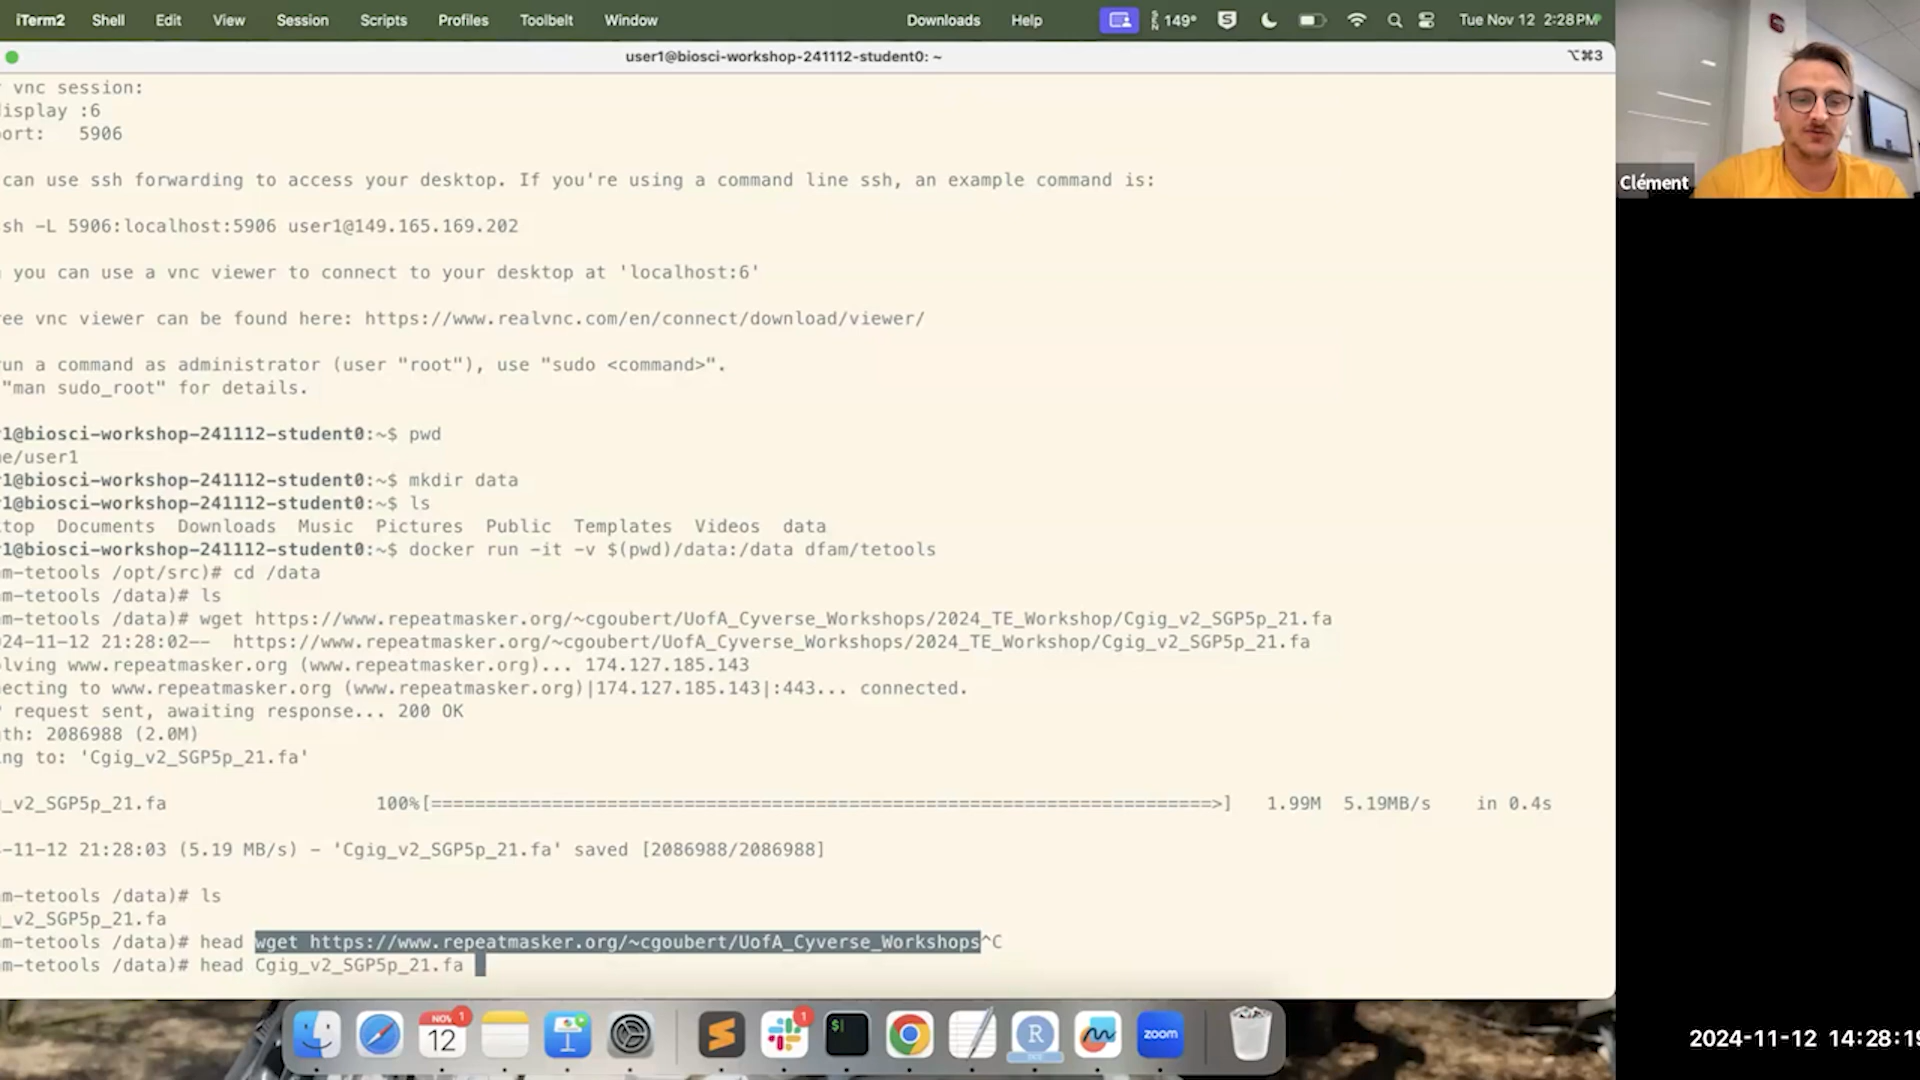 iTerm2 Shell Edit View Session Scripts Profiles Toolbelt Window Downloads Help 149° Tue Nov 12 2:28PM
user1@biosci-workshop-241112-student0: ~ ⌥⌘3
vnc session:
isplay :6
ort: 5906
can use ssh forwarding to access your desktop. If you're using a command line ssh, an example command is:
sh -L 5906:localhost:5906 user1@149.165.169.202
you can use a vnc viewer to connect to your desktop at 'localhost:6'
ree vnc viewer can be found here: https://www.realvnc.com/en/connect/download/viewer/
run a command as administrator (user "root"), use "sudo <command>".
"man sudo_root" for details.
1@biosci-workshop-241112-student0:~$ pwd
me/user1
1@biosci-workshop-241112-student0:~$ mkdir data
1@biosci-workshop-241112-student0:~$ ls
top Documents Downloads Music Pictures Public Templates Videos data
1@biosci-workshop-241112-student0:~$ docker run -it -v $(pwd)/data:/data dfam/tetools
m-tetools /opt/src)# cd /data
m-tetools /data)# ls
m-tetools /data)# wget https://www.repeatmasker.org/~cgoubert/UofA_Cyverse_Workshops/2024_TE_Workshop/Cgig_v2_SGP5p_21.fa
24-11-12 21:28:02-- https://www.repeatmasker.org/~cgoubert/UofA_Cyverse_Workshops/2024_TE_Workshop/Cgig_v2_SGP5p_21.fa
lving www.repeatmasker.org (www.repeatmasker.org)... 174.127.185.143
ecting to www.repeatmasker.org (www.repeatmasker.org)|174.127.185.143|:443... connected.
request sent, awaiting response... 200 OK
th: 2086988 (2.0M)
ng to: 'Cgig_v2_SGP5p_21.fa'
_v2_SGP5p_21.fa 100%[=======================================================================>] 1.99M 5.19MB/s in 0.4s
-11-12 21:28:03 (5.19 MB/s) - 'Cgig_v2_SGP5p_21.fa' saved [2086988/2086988]
m-tetools /data)# ls
_v2_SGP5p_21.fa
m-tetools /data)# head wget https://www.repeatmasker.org/~cgoubert/UofA_Cyverse_Workshops^C
m-tetools /data)# head Cgig_v2_SGP5p_21.fa
Clément
NOV 12 1
1
$
R
zoom
2024-11-12 14:28:19